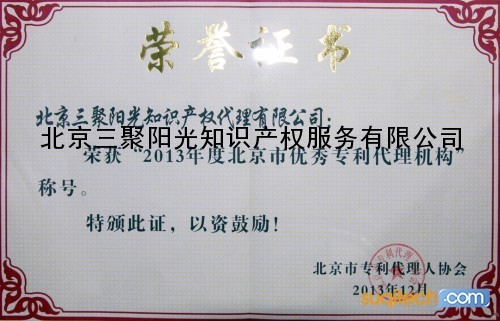 荣誉证书
北京三聚阳光知识产权代理有限公司：
北京三聚阳光知识产权服务有限公司
荣获“2013年度北京市优秀专利代理机构”
称号。
特颁此证，以资鼓励！
北京市专利代理人协会
2013年12月